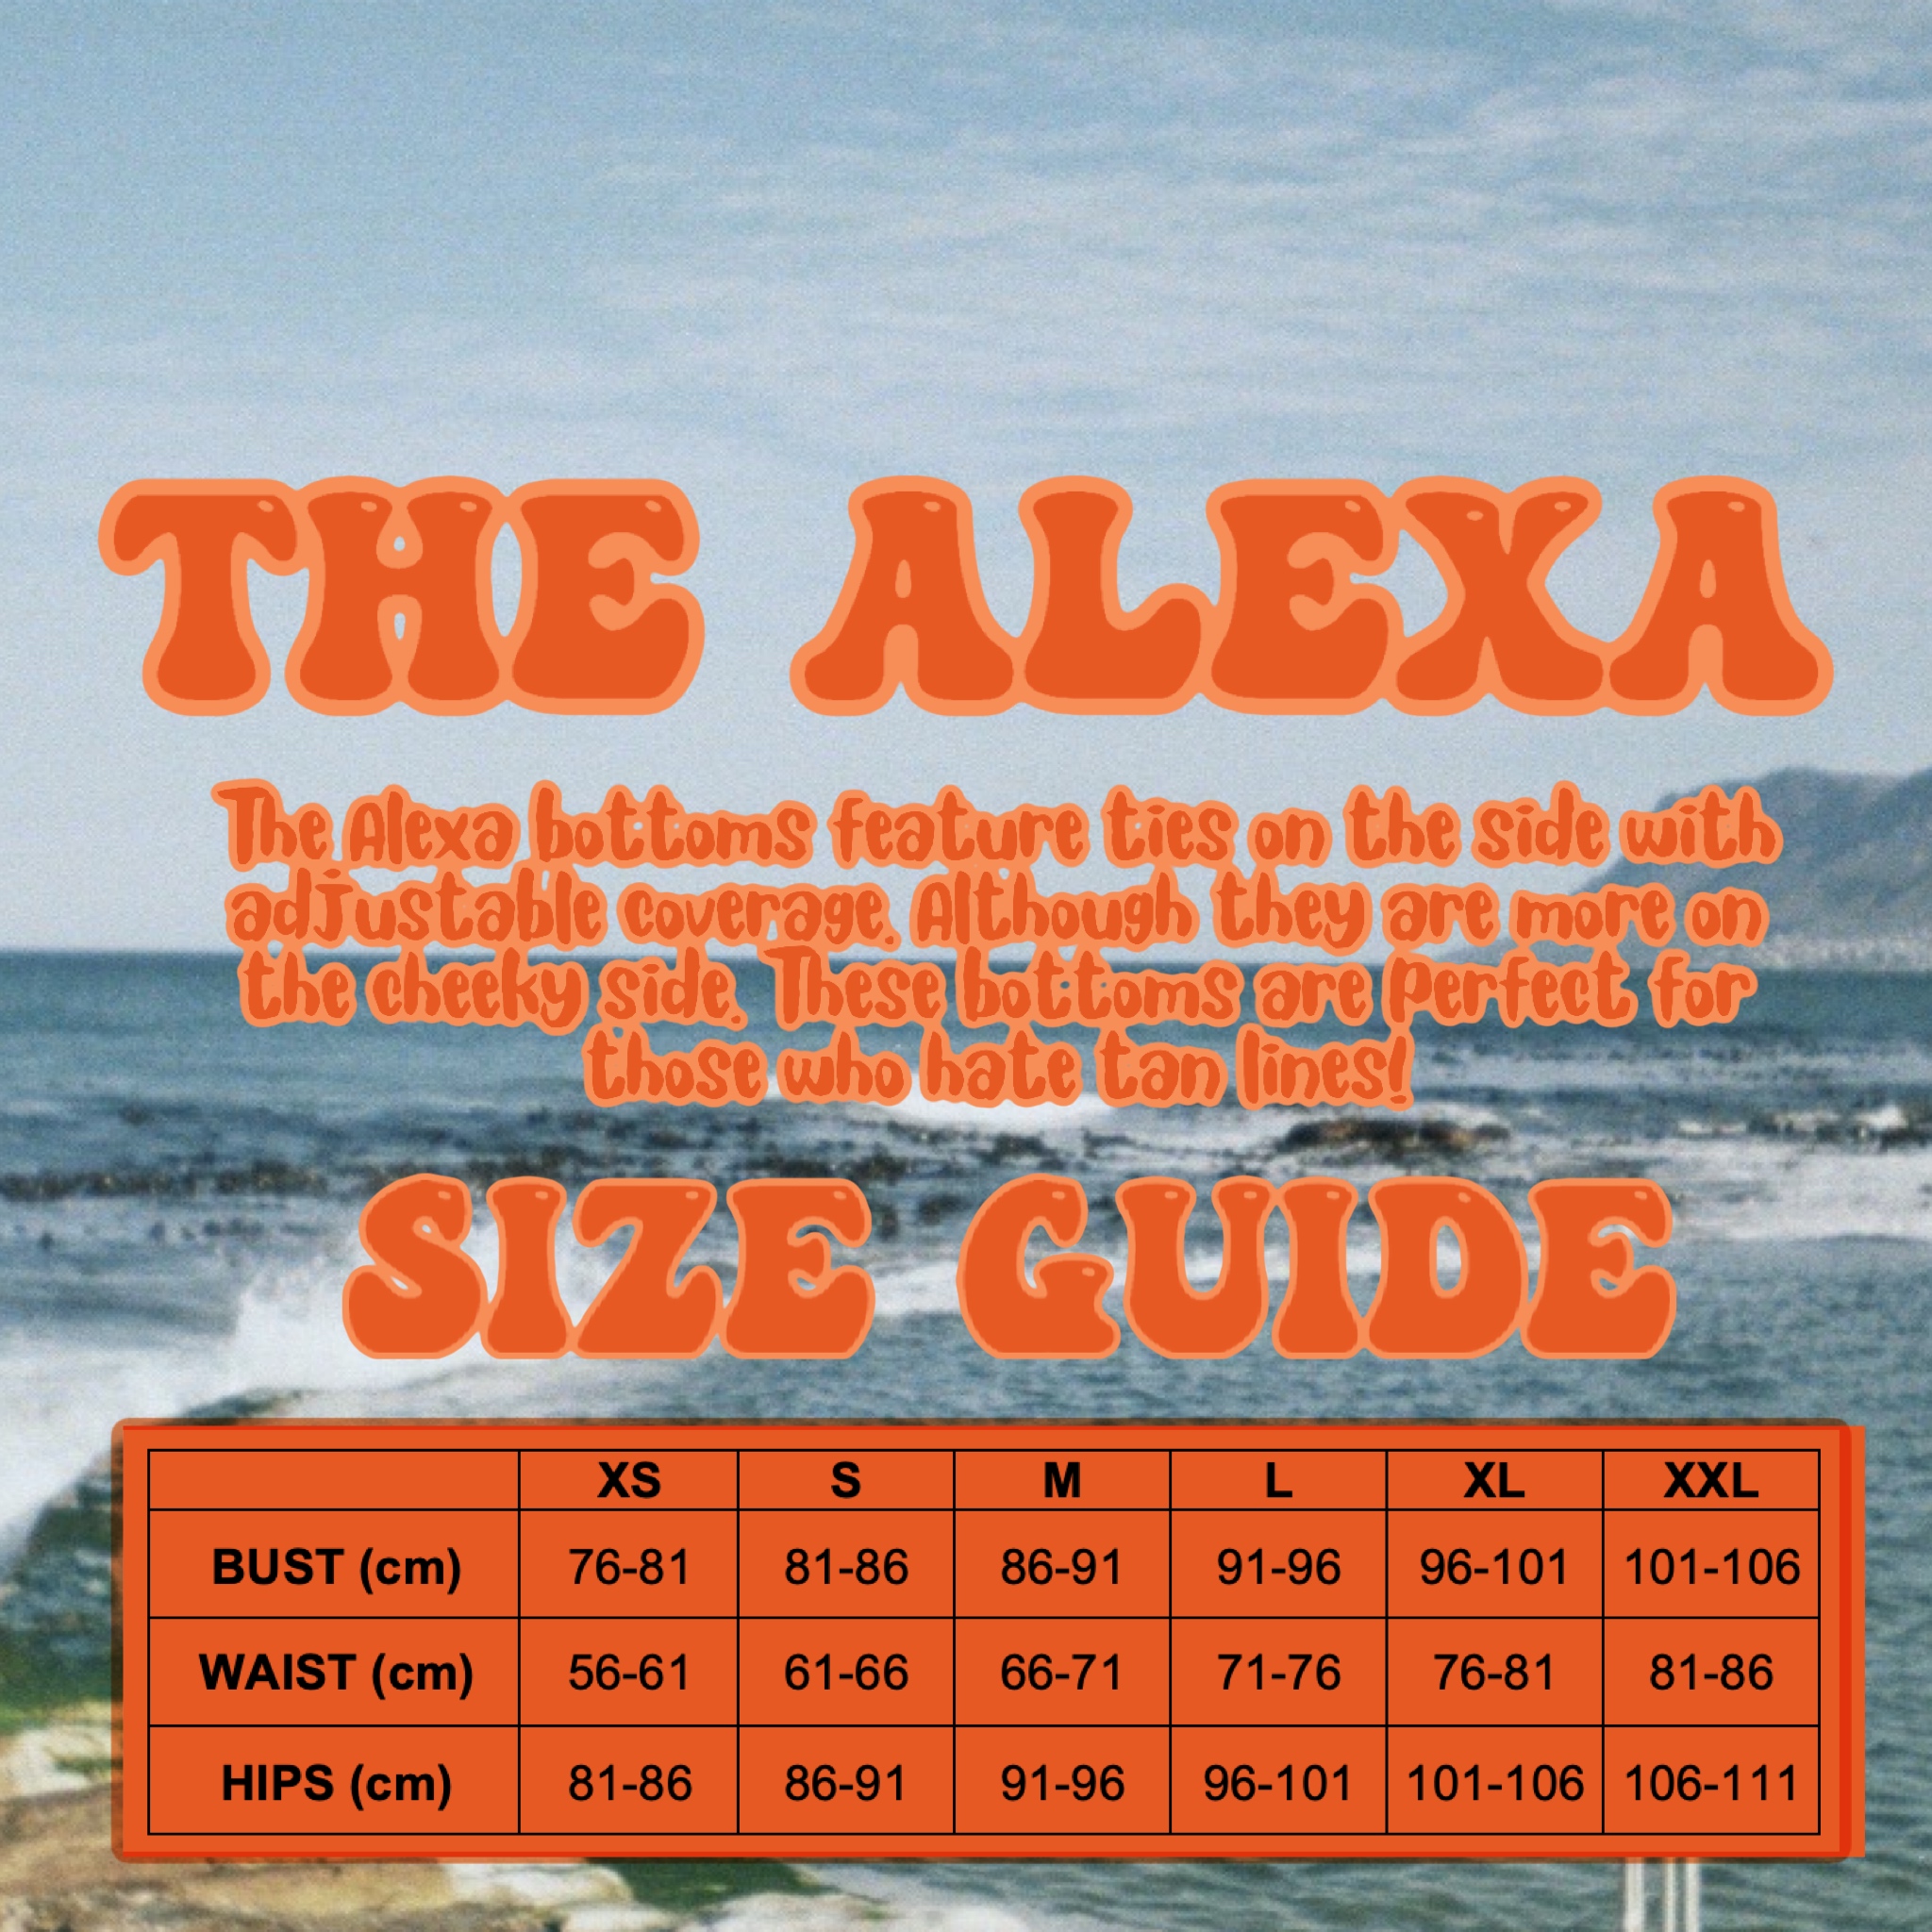 THE ALEXA
The Alexa bottoms feature ties on the side with
adjustable coverage. Although they are more on
the cheeky side. These bottoms are perfect for
those who hate tan lines!
SIZE GUIDE
XS S M L XL XXL
BUST (cm) 76-81 81-86 86-91 91-96 96-101 101-106
WAIST (cm) 56-61 61-66 66-71 71-76 76-81 81-86
HIPS (cm) 81-86 86-91 91-96 96-101 101-106 106-111